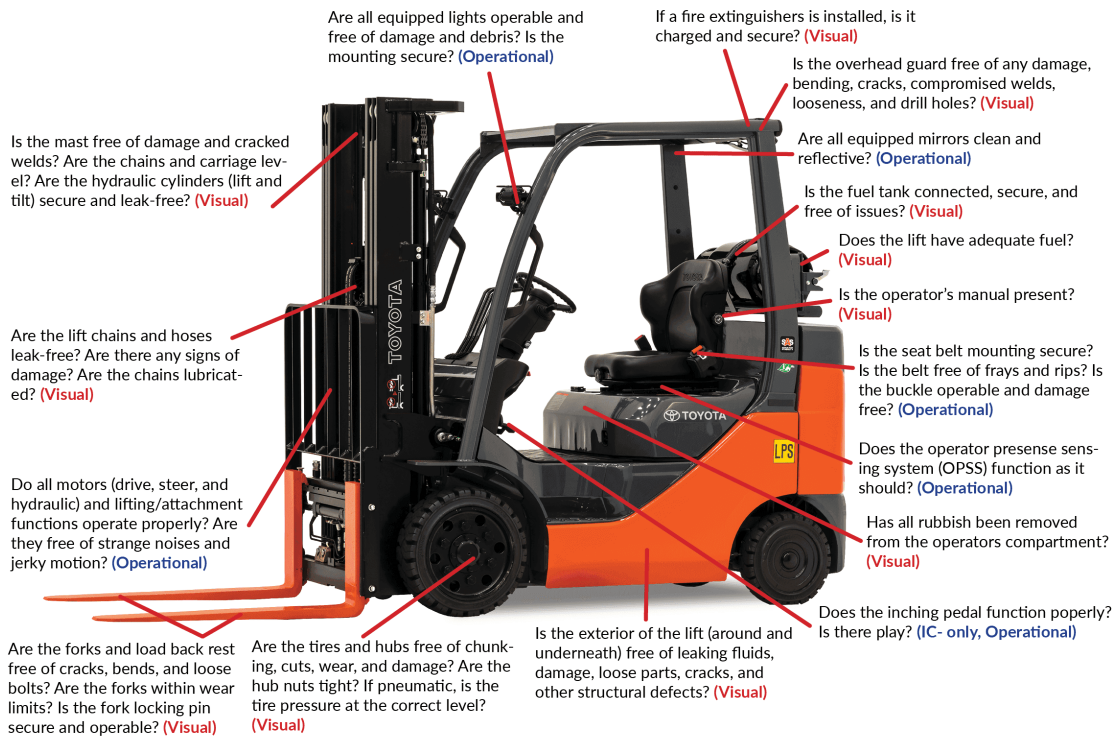 Are all equipped lights operable and
free of damage and debris? Is the
mounting secure? (Operational)
If a fire extinguishers is installed, is it
charged and secure? (Visual)
Is the overhead guard free of any damage,
bending, cracks, compromised welds,
looseness, and drill holes? (Visual)
Is the mast free of damage and cracked
welds? Are the chains and carriage lev-
el? Are the hydraulic cylinders (lift and
tilt) secure and leak-free? (Visual)
Are all equipped mirrors clean and
reflective? (Operational)
Is the fuel tank connected, secure, and
free of issues? (Visual)
Does the lift have adequate fuel?
(Visual)
Is the operator's manual present?
(Visual)
Are the lift chains and hoses
leak-free? Are there any signs of
damage? Are the chains lubricat-
ed? (Visual)
Is the seat belt mounting secure?
Is the belt free of frays and rips? Is
the buckle operable and damage
free? (Operational)
Does the operator presense sens-
ing system (OPSS) function as it
should? (Operational)
Do all motors (drive, steer, and
hydraulic) and lifting/attachment
functions operate properly? Are
they free of strange noises and
jerky motion? (Operational)
Has all rubbish been removed
from the operators compartment?
(Visual)
Does the inching pedal function poperly?
Is there play? (IC- only, Operational)
Are the forks and load back rest
free of cracks, bends, and loose
bolts? Are the forks within wear
limits? Is the fork locking pin
secure and operable? (Visual)
Are the tires and hubs free of chunk-
ing, cuts, wear, and damage? Are the
hub nuts tight? If pneumatic, is the
tire pressure at the correct level?
(Visual)
Is the exterior of the lift (around and
underneath) free of leaking fluids,
damage, loose parts, cracks, and
other structural defects? (Visual)
TOYOTA
TOYOTA
LPS